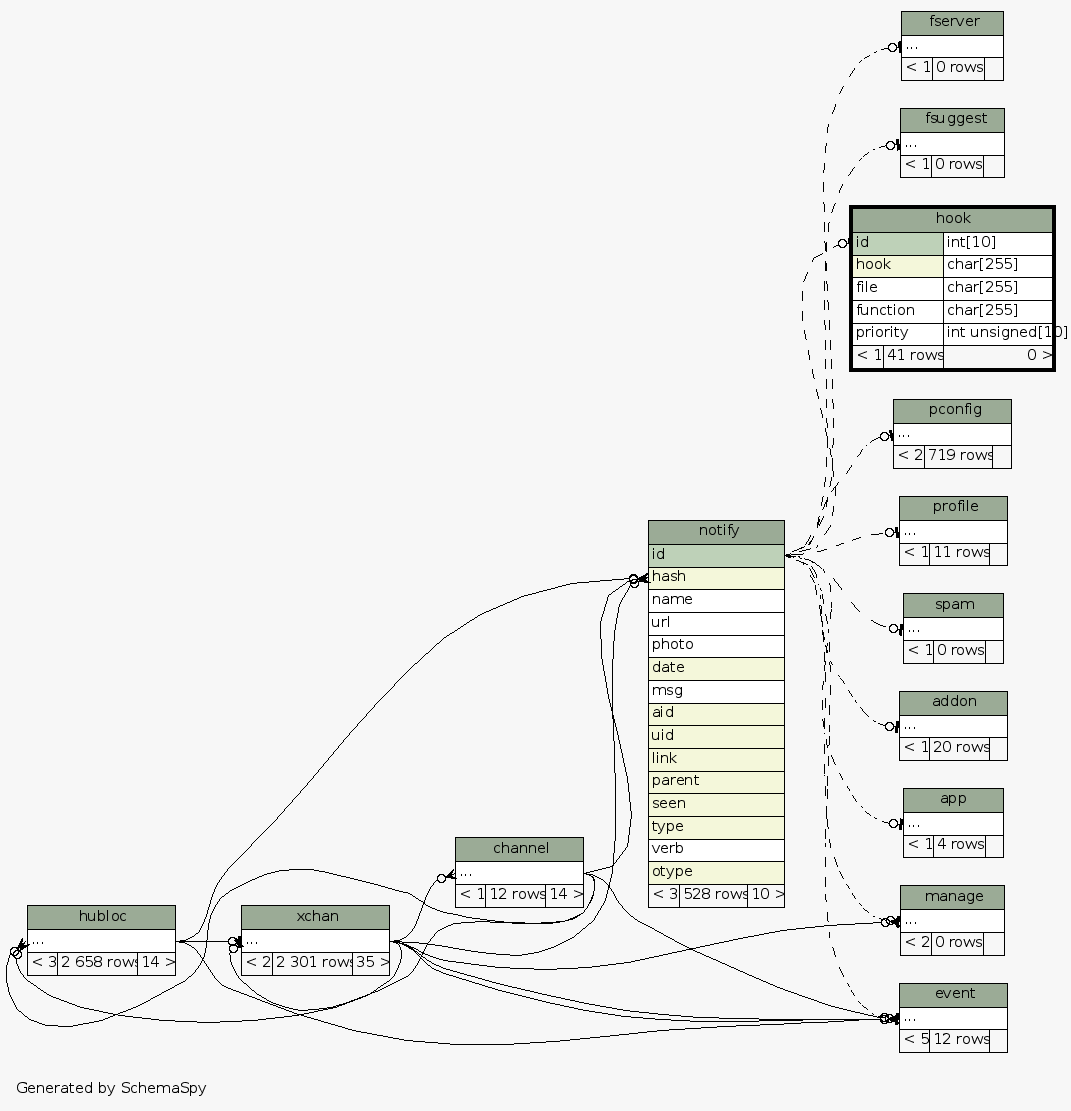 fserver
...
< 1 0 rows
fsuggest
...
< 1 0 rows
hook
id int[10]
hook char[255]
file char[255]
function char[255]
priority int unsigned[10]
< 1 41 rows 0 >
pconfig
...
< 2 719 rows
profile
...
< 1 11 rows
notify
id
hash
name
url
photo
date
msg
aid
uid
link
parent
seen
type
verb
otype
< 3 528 rows 10 >
spam
...
< 1 0 rows
addon
...
< 1 20 rows
app
...
< 1 4 rows
channel
...
< 1 12 rows 14 >
manage
...
< 2 0 rows
hubloc
...
< 3 2 658 rows 14 >
xchan
...
< 2 2 301 rows 35 >
event
...
< 5 12 rows
Generated by SchemaSpy